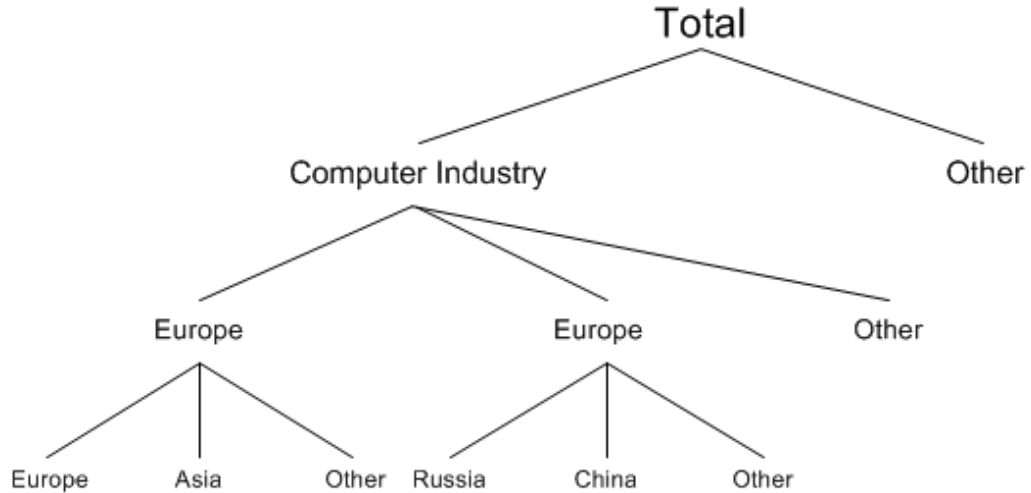 Total
Computer Industry
Other
Europe
Europe
Other
Europe
Asia
Other
Russia
China
Other